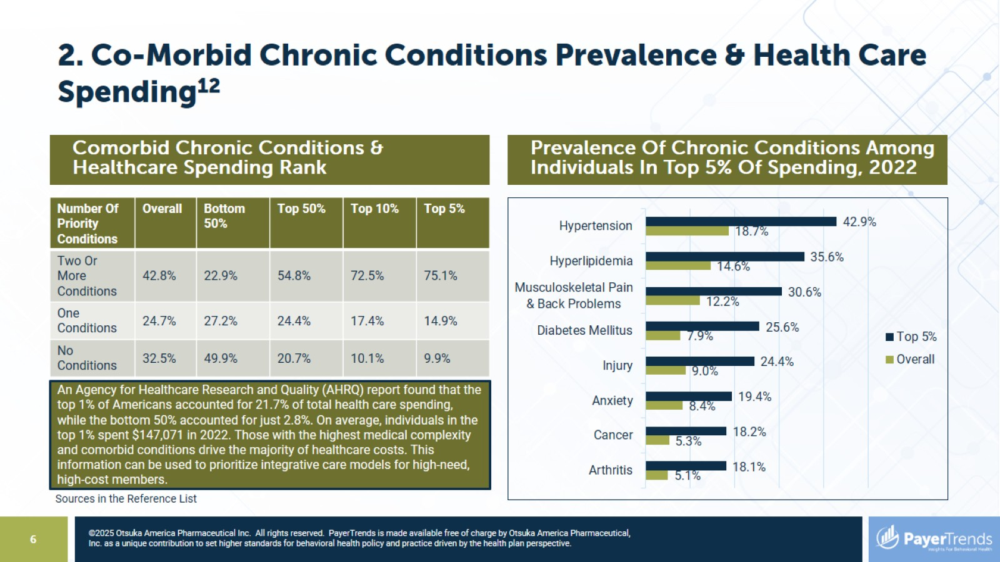 2. Co-Morbid Chronic Conditions Prevalence & Health Care
Spending12
Comorbid Chronic Conditions &
Healthcare Spending Rank
Number Of
Priority
Conditions
Overall
Bottom
50%
Top 50%
Top 10%
Top 5%
Two Or
More
Conditions
42.8%
22.9%
54.8%
72.5%
75.1%
One
Conditions
24.7%
27.2%
24.4%
17.4%
14.9%
No
Conditions
32.5%
49.9%
20.7%
10.1%
9.9%
An Agency for Healthcare Research and Quality (AHRQ) report found that the
top 1% of Americans accounted for 21.7% of total health care spending,
while the bottom 50% accounted for just 2.8%. On average, individuals in the
top 1% spent $147,071 in 2022. Those with the highest medical complexity
and comorbid conditions drive the majority of healthcare costs. This
information can be used to prioritize integrative care models for high-need,
high-cost members.
Sources in the Reference List
Prevalence Of Chronic Conditions Among
Individuals In Top 5% Of Spending, 2022
Hypertension
42.9%
18.7%
Hyperlipidemia
35.6%
14.6%
Musculoskeletal Pain
& Back Problems
30.6%
12.2%
Diabetes Mellitus
25.6%
7.9%
Injury
24.4%
9.0%
Anxiety
19.4%
8.4%
Cancer
18.2%
5.3%
Arthritis
18.1%
5.1%
Top 5%
Overall
6
©2025 Otsuka America Pharmaceutical Inc. All rights reserved. PayerTrends is made available free of charge by Otsuka America Pharmaceutical,
Inc. as a unique contribution to set higher standards for behavioral health policy and practice driven by the health plan perspective.
PayerTrends
Insights For Behavioral Health